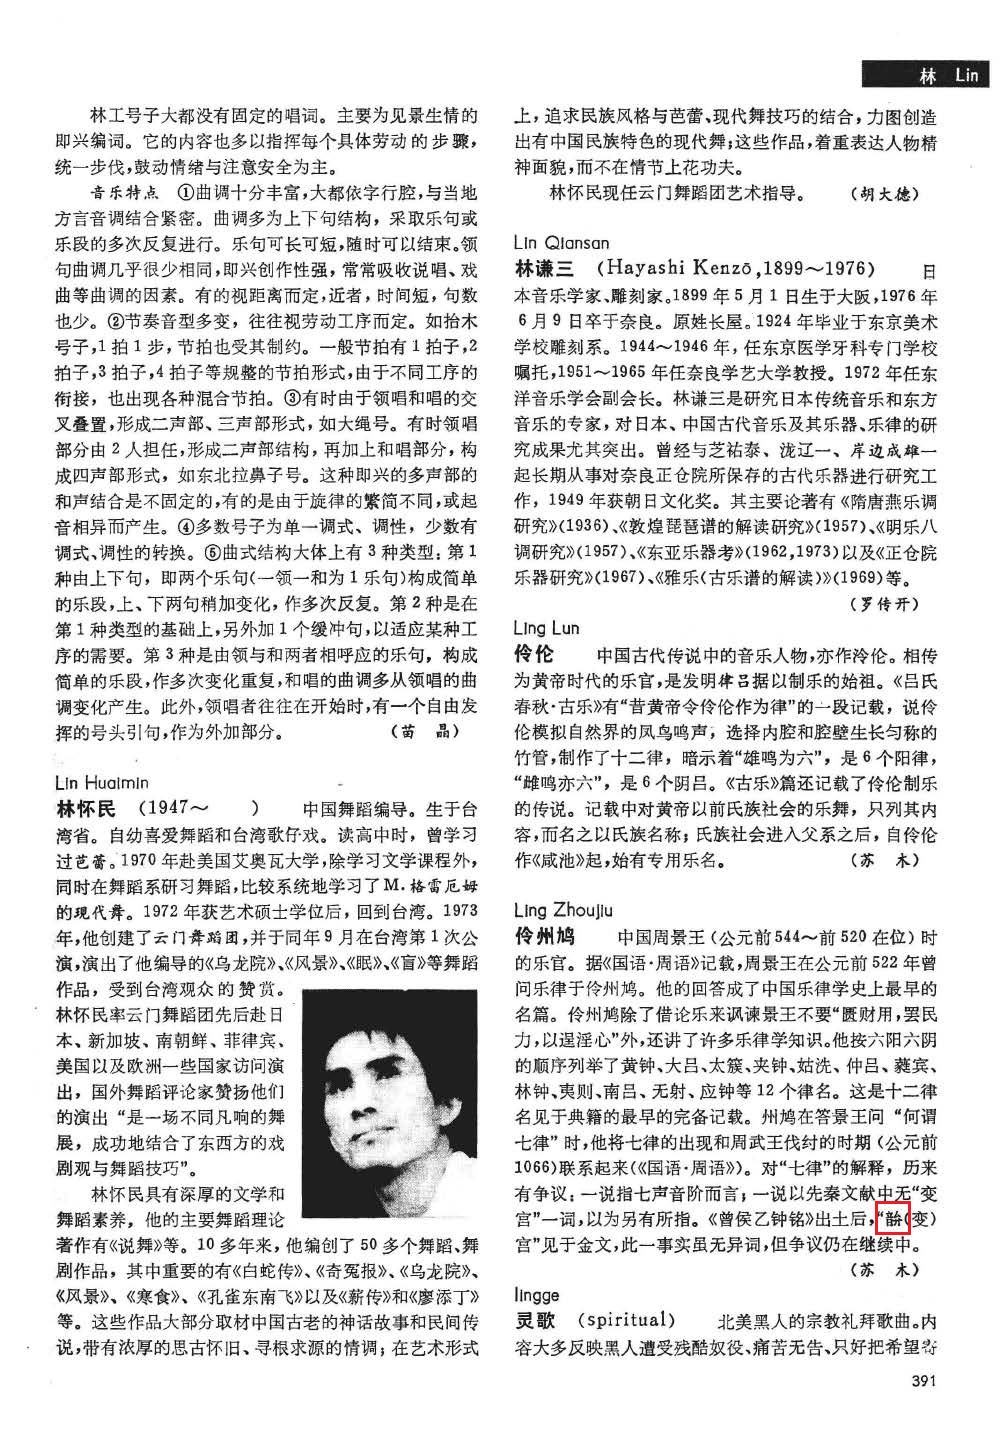 林 Lin
林工号子大都没有固定的唱词。主要为见景生情的
即兴编词。它的内容也多以指挥每个具体劳动的步骤，
统一步伐，鼓动情绪与注意安全为主。
音乐特点 ①曲调十分丰富，大都依字行腔，与当地
方言音调结合紧密。曲调多为上下句结构，采取乐句或
乐段的多次反复进行。乐句可长可短，随时可以结束。领
句曲调几乎很少相同，即兴创作性强，常常吸收说唱、戏
曲等曲调的因素。有的视距离而定，近者，时间短，句数
也少。②节奏音型多变，往往视劳动工序而定。如抬木
号子，1拍1步，节拍也受其制约。一般节拍有1拍子，2
拍子，3拍子，4拍子等规整的节拍形式，由于不同工序的
衔接，也出现各种混合节拍。③有时由于领唱和唱的交
叉叠置，形成二声部、三声部形式，如大绳号。有时领唱
部分由2人担任，形成二声部结构，再加上和唱部分，构
成四声部形式，如东北拉鼻子号。这种即兴的多声部的
和声结合是不固定的，有的是由于旋律的繁简不同，或起
音相异而产生。④多数号子为单一调式、调性，少数有
调式、调性的转换。⑥曲式结构大体上有3种类型：第1
种由上下句，即两个乐句(一领一和为1乐句)构成简单
的乐段，上、下两句稍加变化，作多次反复。第2种是在
第1种类型的基础上，另外加1个缓冲句，以适应某种工
序的需要。第3种是由领与和两者相呼应的乐句，构成
简单的乐段，作多次变化重复，和唱的曲调多从领唱的曲
调变化产生。此外，领唱者往往在开始时，有一个自由发
挥的号头引句，作为外加部分。 (苗 晶)
Lin Huaimin
林怀民 (1947～ ) 中国舞蹈编导。生于台
湾省。自幼喜爱舞蹈和台湾歌仔戏。读高中时，曾学习
过芭蕾。1970年赴美国艾奥瓦大学，除学习文学课程外，
同时在舞蹈系研习舞蹈，比较系统地学习了M.格雷厄姆
的现代舞。1972年获艺术硕士学位后，回到台湾。1973
年，他创建了云门舞蹈团，并于同年9月在台湾第1次公
演，演出了他编导的《乌龙院》、《风景》、《眠》、《盲》等舞蹈
作品，受到台湾观众的赞赏。
林怀民率云门舞蹈团先后赴日
本、新加坡、南朝鲜、菲律宾、
美国以及欧洲一些国家访问演
出，国外舞蹈评论家赞扬他们
的演出“是一场不同凡响的舞
展，成功地结合了东西方的戏
剧观与舞蹈技巧”。
林怀民具有深厚的文学和
舞蹈素养，他的主要舞蹈理论
著作有《说舞》等。10多年来，他编创了50多个舞蹈、舞
剧作品，其中重要的有《白蛇传》、《奇冤报》、《乌龙院》、
《风景》、《寒食》、《孔雀东南飞》以及《薪传》和《廖添丁》
等。这些作品大部分取材中国古老的神话故事和民间传
说，带有浓厚的思古怀旧、寻根求源的情调；在艺术形式
上，追求民族风格与芭蕾、现代舞技巧的结合，力图创造
出有中国民族特色的现代舞；这些作品，着重表达人物精
神面貌，而不在情节上花功夫。
林怀民现任云门舞蹈团艺术指导。 (胡大德)
Lin Qiansan
林谦三 (Hayashi Kenzō，1899～1976) 日
本音乐学家、雕刻家。1899年5月1日生于大阪，1976年
6月9日卒于奈良。原姓长屋。1924年毕业于东京美术
学校雕刻系。1944～1946年，任东京医学牙科专门学校
嘱托，1951～1965年任奈良学艺大学教授。1972年任东
洋音乐学会副会长。林谦三是研究日本传统音乐和东方
音乐的专家，对日本、中国古代音乐及其乐器、乐律的研
究成果尤其突出。曾经与芝祐泰、泷辽一、岸边成雄一
起长期从事对奈良正仓院所保存的古代乐器进行研究工
作，1949年获朝日文化奖。其主要论著有《隋唐燕乐调
研究》(1936)、《敦煌琵琶谱的解读研究》(1957)、《明乐八
调研究》(1957)、《东亚乐器考》(1962，1973)以及《正仓院
乐器研究》(1967)、《雅乐(古乐谱的解读)》(1969)等。
(罗传开)
Ling Lun
伶伦 中国古代传说中的音乐人物，亦作泠伦。相传
为黄帝时代的乐官，是发明律吕据以制乐的始祖。《吕氏
春秋·古乐》有“昔黄帝令伶伦作为律”的一段记载，说伶
伦模拟自然界的凤鸟鸣声，选择内腔和腔壁生长匀称的
竹管，制作了十二律，暗示着“雄鸣为六”，是6个阳律，
“雌鸣亦六”，是6个阴吕。《古乐》篇还记载了伶伦制乐
的传说。记载中对黄帝以前氏族社会的乐舞，只列其内
容，而名之以氏族名称；氏族社会进入父系之后，自伶伦
作《咸池》起，始有专用乐名。 (苏 木)
Ling Zhoujiu
伶州鸠 中国周景王(公元前544～前520在位)时
的乐官。据《国语·周语》记载，周景王在公元前522年曾
问乐律于伶州鸠。他的回答成了中国乐律学史上最早的
名篇。伶州鸠除了借论乐来讽谏景王不要“匮财用，罢民
力，以逞淫心”外，还讲了许多乐律学知识。他按六阳六阴
的顺序列举了黄钟、大吕、太簇、夹钟、姑洗、仲吕、蕤宾、
林钟、夷则、南吕、无射、应钟等12个律名。这是十二律
名见于典籍的最早的完备记载。州鸠在答景王问“何谓
七律”时，他将七律的出现和周武王伐纣的时期(公元前
1066)联系起来(《国语·周语》)。对“七律”的解释，历来
有争议：一说指七声音阶而言；一说以先秦文献中无“变
宫”一词，以为另有所指。《曾侯乙钟铭》出土后，“(变)
宫”见于金文，此一事实虽无异词，但争议仍在继续中。
(苏 木)
lingge
灵歌 (spiritual) 北美黑人的宗教礼拜歌曲。内
容大多反映黑人遭受残酷奴役、痛苦无告、只好把希望寄
391